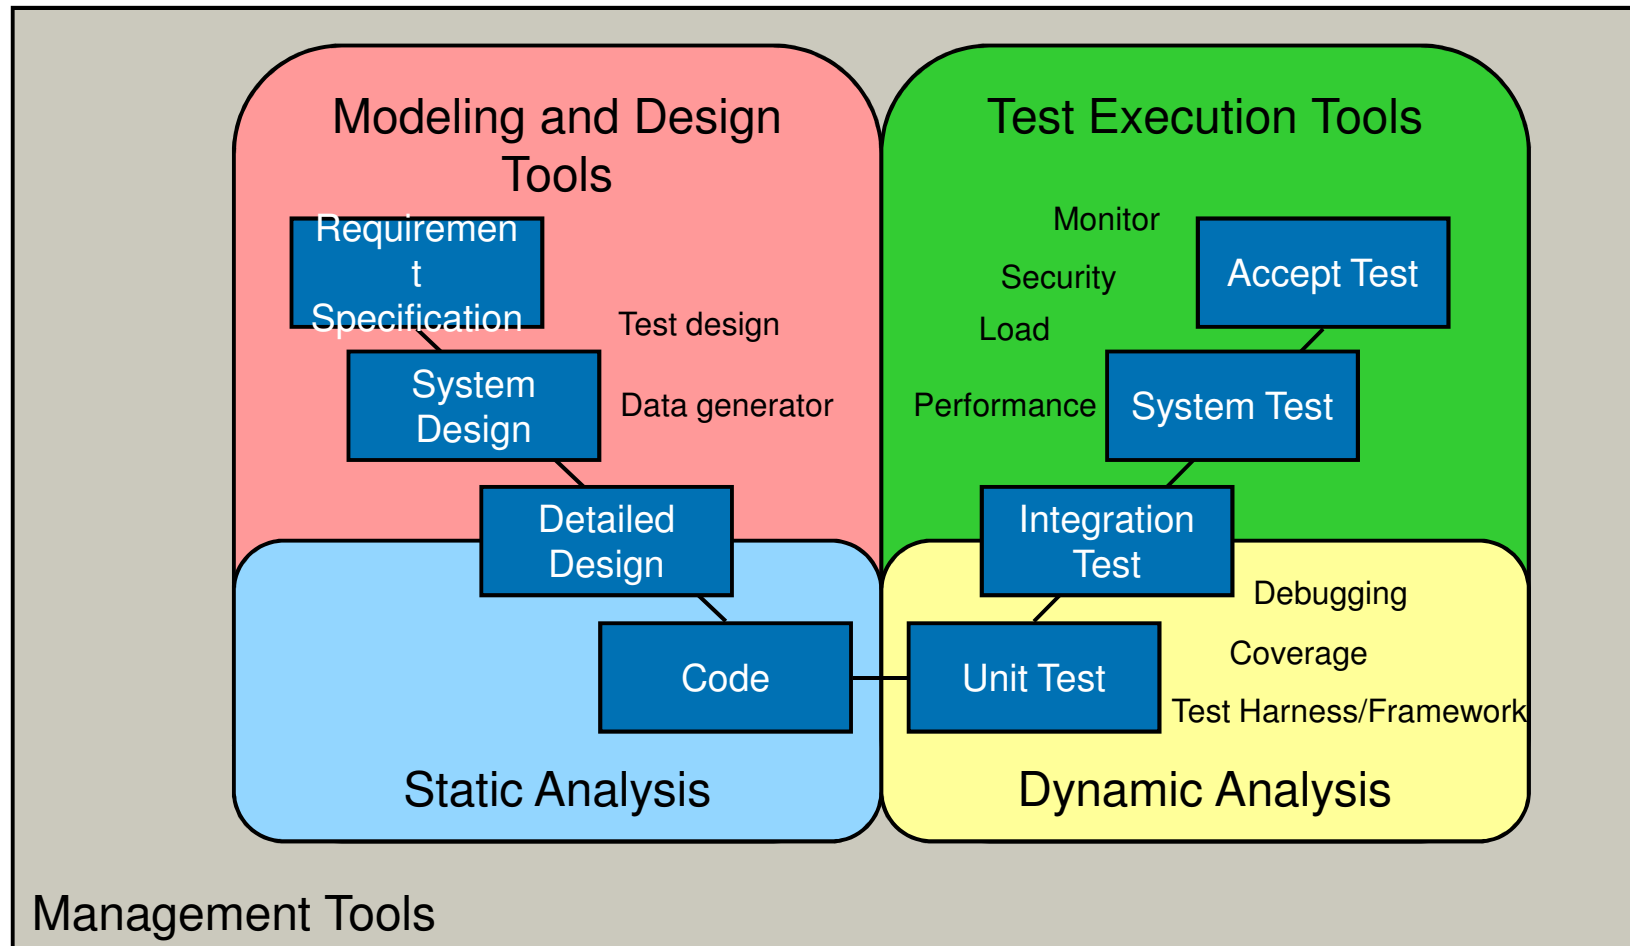 Modeling and Design
Tools
Requiremen
t
Specification
Test design
System
Design
Data generator
Detailed
Design
Code
Static Analysis
Test Execution Tools
Monitor
Accept Test
Security
Load
Performance
System Test
Integration
Test
Debugging
Coverage
Unit Test
Test Harness/Framework
Dynamic Analysis
Management Tools